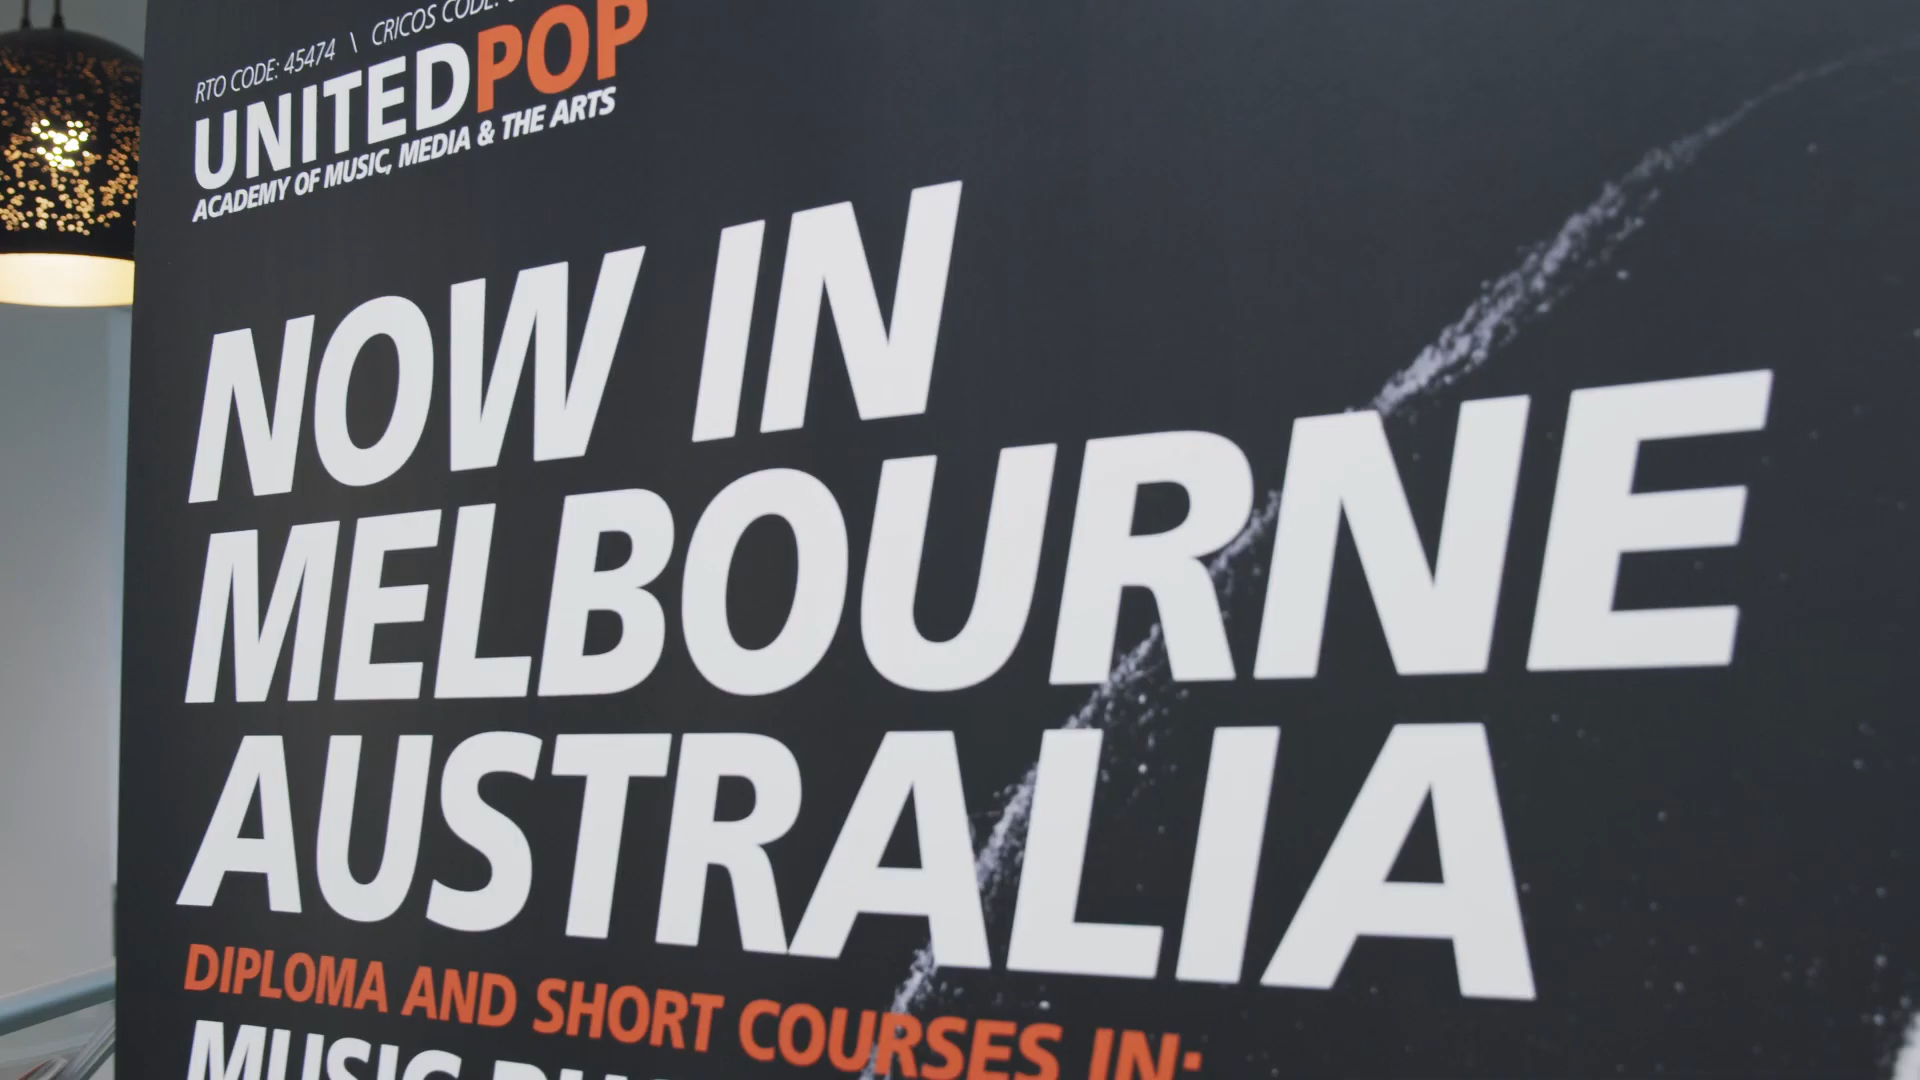 RTO CODE: 45474 \ CRICOS CODE:
UNITEDPOP
ACADEMY OF MUSIC, MEDIA & THE ARTS
NOW IN
MELBOURNE
AUSTRALIA
DIPLOMA AND SHORT COURSES IN:
MUSIC